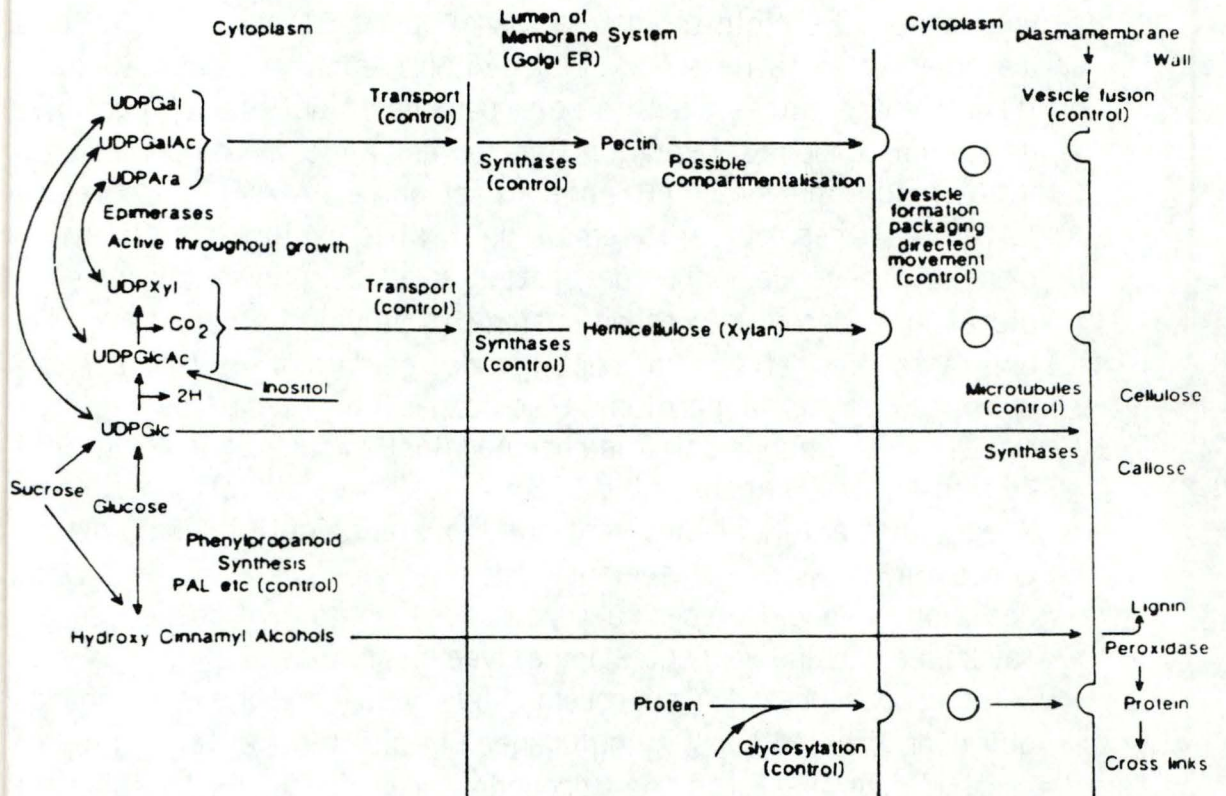 Cytoplasm
Lumen of
Membrane System
(Golgi ER)
Cytoplasm
plasmamembrane
Wall
UDPGal
UDPGalAc
UDPAra
Epimerases
Active throughout growth
Transport
(control)
Synthases
(control)
Pectin
Possible
Compartmentalisation
Vesicle fusion
(control)
Vesicle
formation
packaging
directed
movement
(control)
UDPXyl
Co2
UDPGlcAc
Inositol
2H
Transport
(control)
Synthases
(control)
Hemicellulose (Xylan)
UDPGlc
Microtubules
(control)
Synthases
Cellulose
Callose
Sucrose
Glucose
Phenylpropanoid
Synthesis
PAL etc (control)
Hydroxy Cinnamyl Alcohols
Lignin
Peroxidase
Protein
Glycosylation
(control)
Protein
Cross links